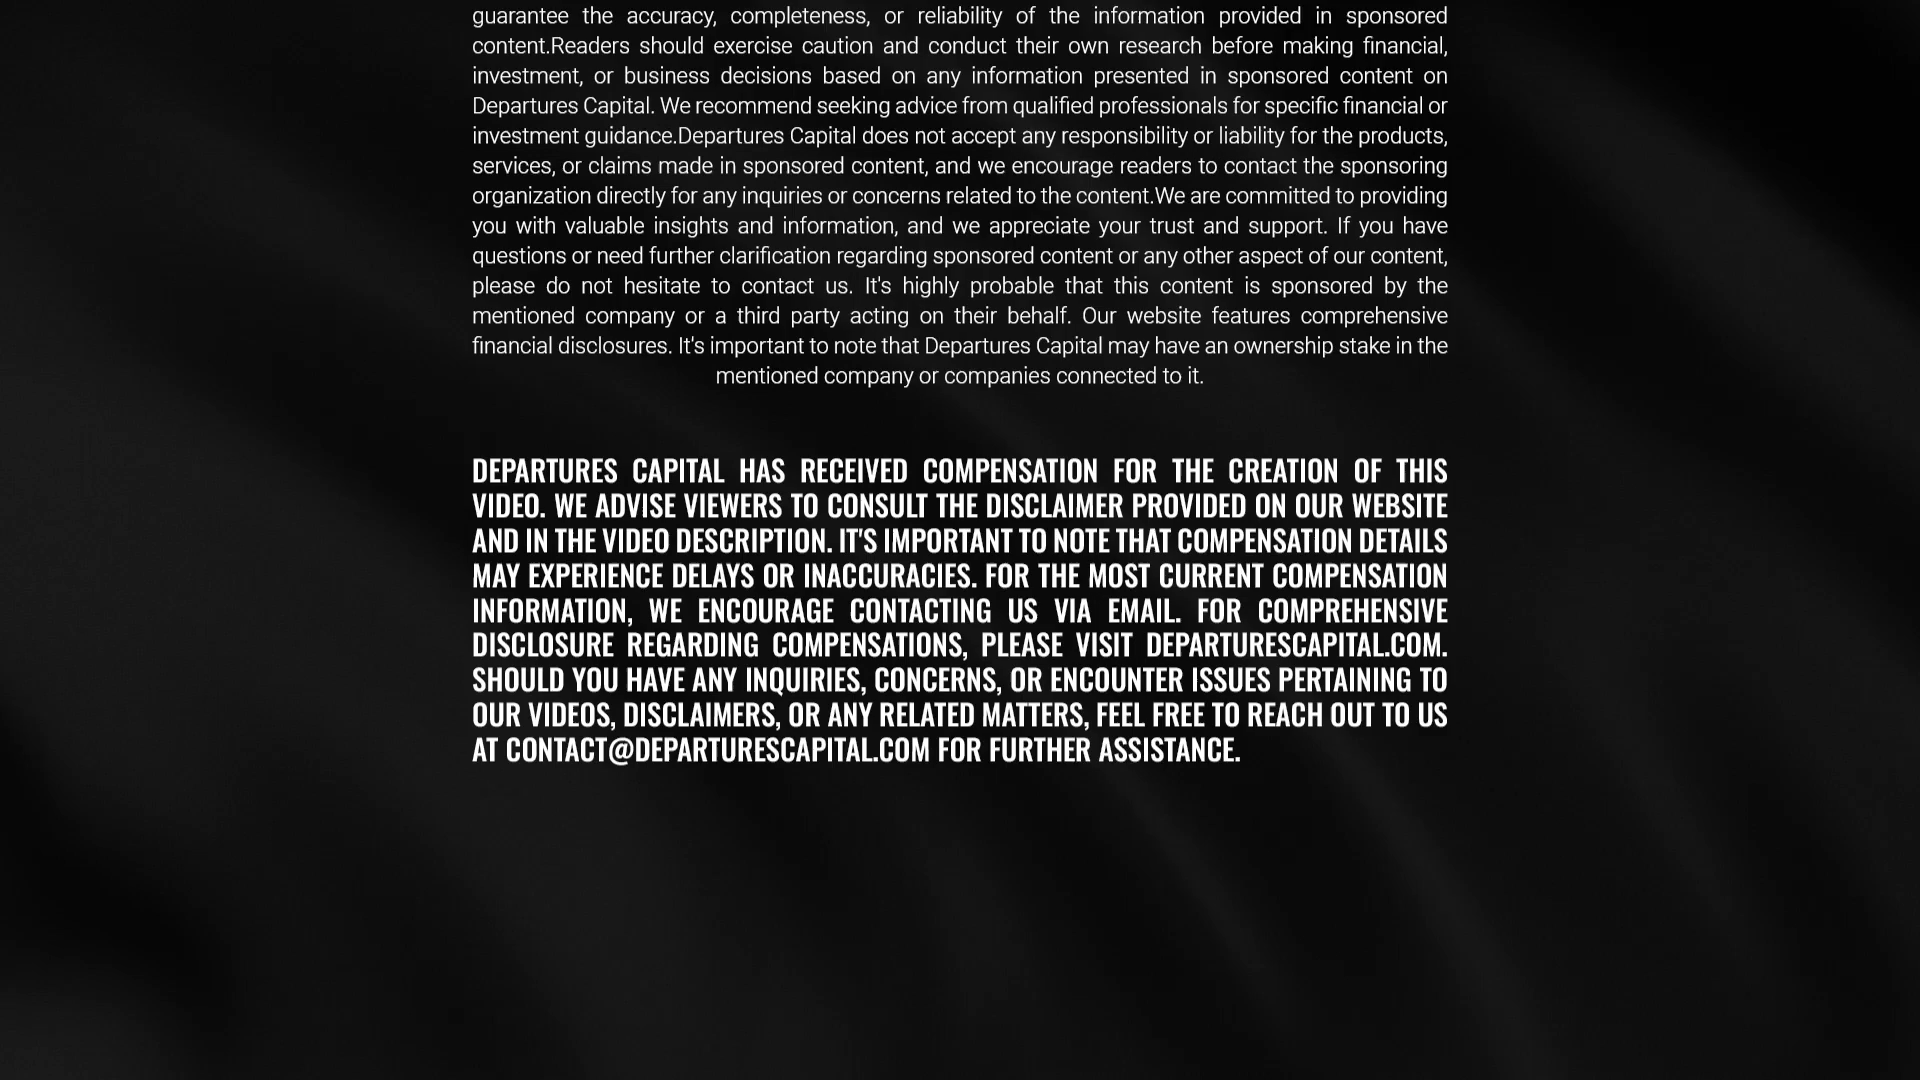 guarantee the accuracy, completeness, or reliability of the information provided in sponsored
content.Readers should exercise caution and conduct their own research before making financial,
investment, or business decisions based on any information presented in sponsored content on
Departures Capital. We recommend seeking advice from qualified professionals for specific financial or
investment guidance.Departures Capital does not accept any responsibility or liability for the products,
services, or claims made in sponsored content, and we encourage readers to contact the sponsoring
organization directly for any inquiries or concerns related to the content.We are committed to providing
you with valuable insights and information, and we appreciate your trust and support. If you have
questions or need further clarification regarding sponsored content or any other aspect of our content,
please do not hesitate to contact us. It's highly probable that this content is sponsored by the
mentioned company or a third party acting on their behalf. Our website features comprehensive
financial disclosures. It's important to note that Departures Capital may have an ownership stake in the
mentioned company or companies connected to it.
DEPARTURES CAPITAL HAS RECEIVED COMPENSATION FOR THE CREATION OF THIS
VIDEO. WE ADVISE VIEWERS TO CONSULT THE DISCLAIMER PROVIDED ON OUR WEBSITE
AND IN THE VIDEO DESCRIPTION. IT'S IMPORTANT TO NOTE THAT COMPENSATION DETAILS
MAY EXPERIENCE DELAYS OR INACCURACIES. FOR THE MOST CURRENT COMPENSATION
INFORMATION, WE ENCOURAGE CONTACTING US VIA EMAIL. FOR COMPREHENSIVE
DISCLOSURE REGARDING COMPENSATIONS, PLEASE VISIT DEPARTURESCAPITAL.COM.
SHOULD YOU HAVE ANY INQUIRIES, CONCERNS, OR ENCOUNTER ISSUES PERTAINING TO
OUR VIDEOS, DISCLAIMERS, OR ANY RELATED MATTERS, FEEL FREE TO REACH OUT TO US
AT CONTACT@DEPARTURESCAPITAL.COM FOR FURTHER ASSISTANCE.